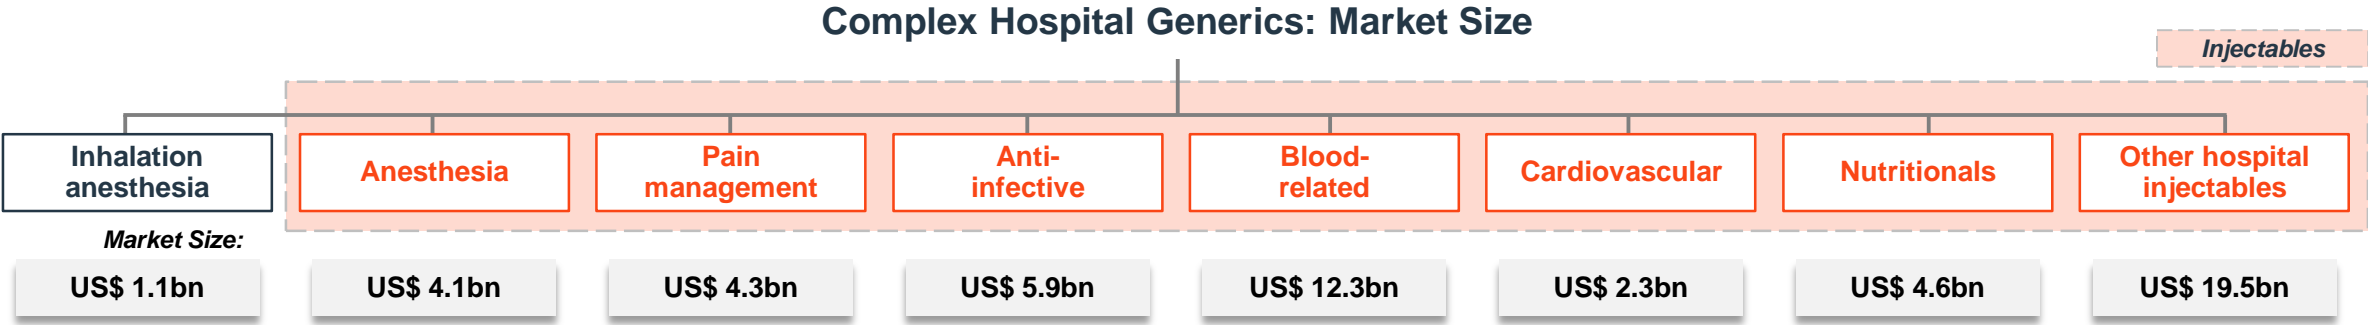 Complex Hospital Generics: Market Size
Injectables
Inhalation
anesthesia
Anesthesia
Pain
management
Anti-
infective
Blood-
related
Cardiovascular
Nutritionals
Other hospital
injectables
Market Size:
US$ 1.1bn
US$ 4.1bn
US$ 4.3bn
US$ 5.9bn
US$ 12.3bn
US$ 2.3bn
US$ 4.6bn
US$ 19.5bn